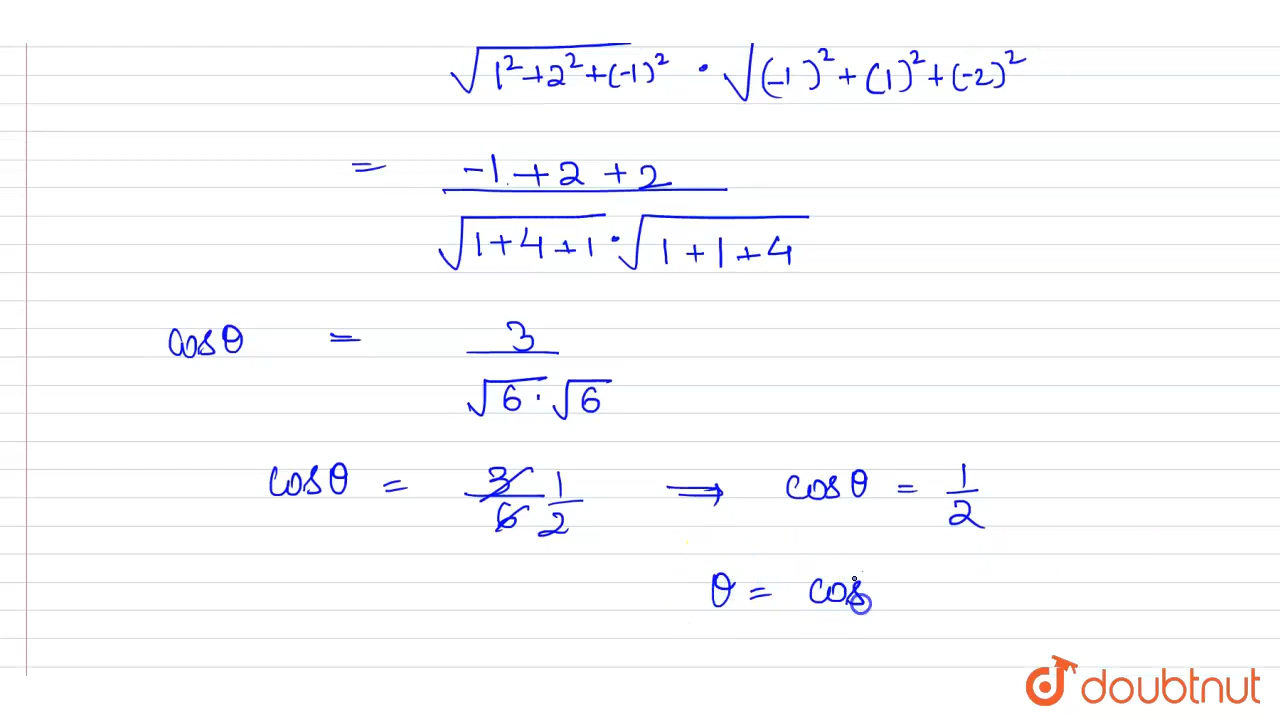 √(1²+2²+(-1)²) · √((-1)²+(1)²+(-2)²)
= (-1+2+2)/(√(1+4+1)·√(1+1+4))
cosθ = 3/(√6·√6)
cosθ = 3/6 1/2 ⟹ cosθ = 1/2
θ = cos
doubtnut